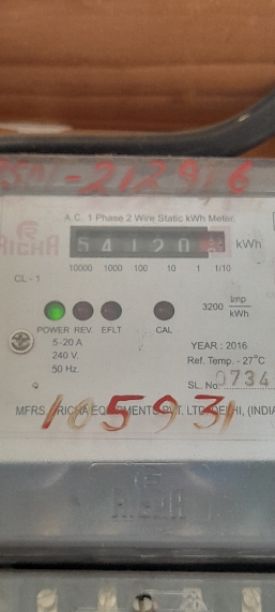 RICHA
A.C. 1 Phase 2 Wire Static kWh Meter.
54120 kWh
10000 1000 100 10 1 1/10
CL - 1
3200 Imp/kWh
POWER REV. EFLT CAL
5-20 A
240 V.
50 Hz.
YEAR : 2016
Ref. Temp. - 27°C
SL. No 0734
MFRS. RICHA EQUIPMENTS PVT. LTD. DELHI, (INDIA
105931
RICHA